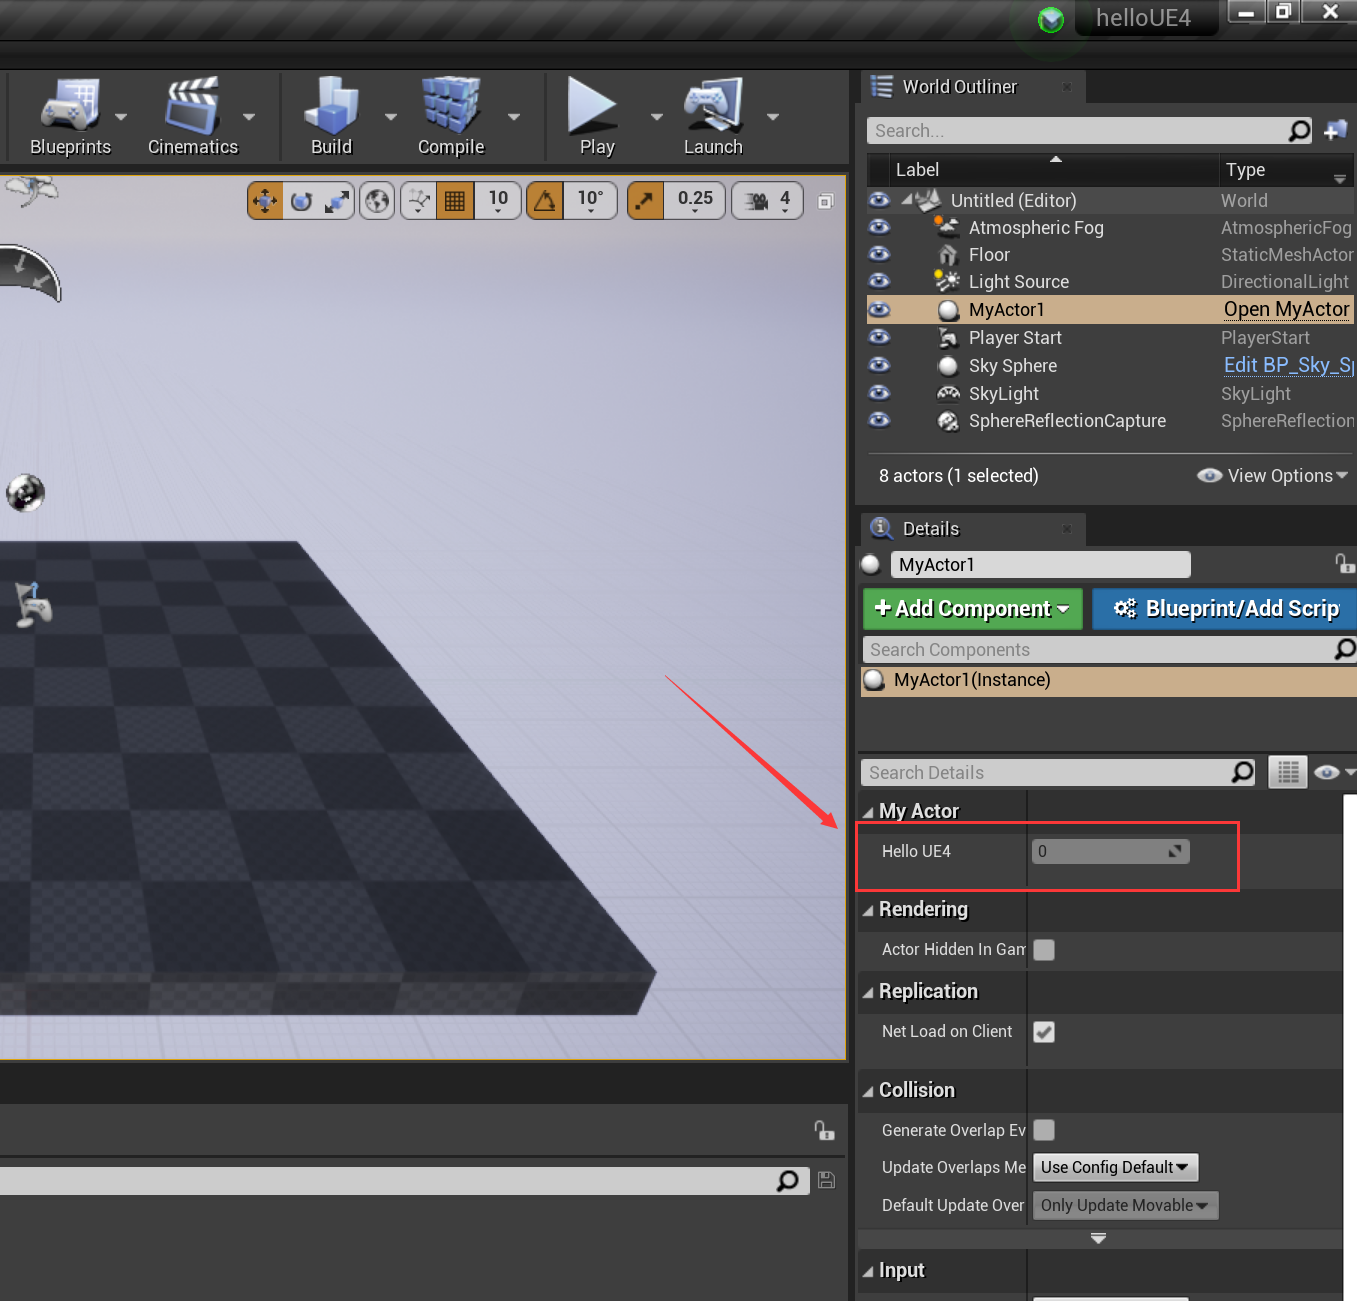 helloUE4
Blueprints
Cinematics
Build
Compile
Play
Launch
10
10°
0.25
4
World Outliner
Search...
Label
Type
Untitled (Editor)
World
Atmospheric Fog
AtmosphericFog
Floor
StaticMeshActor
Light Source
DirectionalLight
MyActor1
Open MyActor
Player Start
PlayerStart
Sky Sphere
Edit BP_Sky_Sp
SkyLight
SkyLight
SphereReflectionCapture
SphereReflection
8 actors (1 selected)
View Options
Details
MyActor1
Add Component
Blueprint/Add Scrip
Search Components
MyActor1(Instance)
Search Details
My Actor
Hello UE4
0
Rendering
Actor Hidden In Gam
Replication
Net Load on Client
Collision
Generate Overlap Ev
Update Overlaps Me
Use Config Default
Default Update Over
Only Update Movable
Input